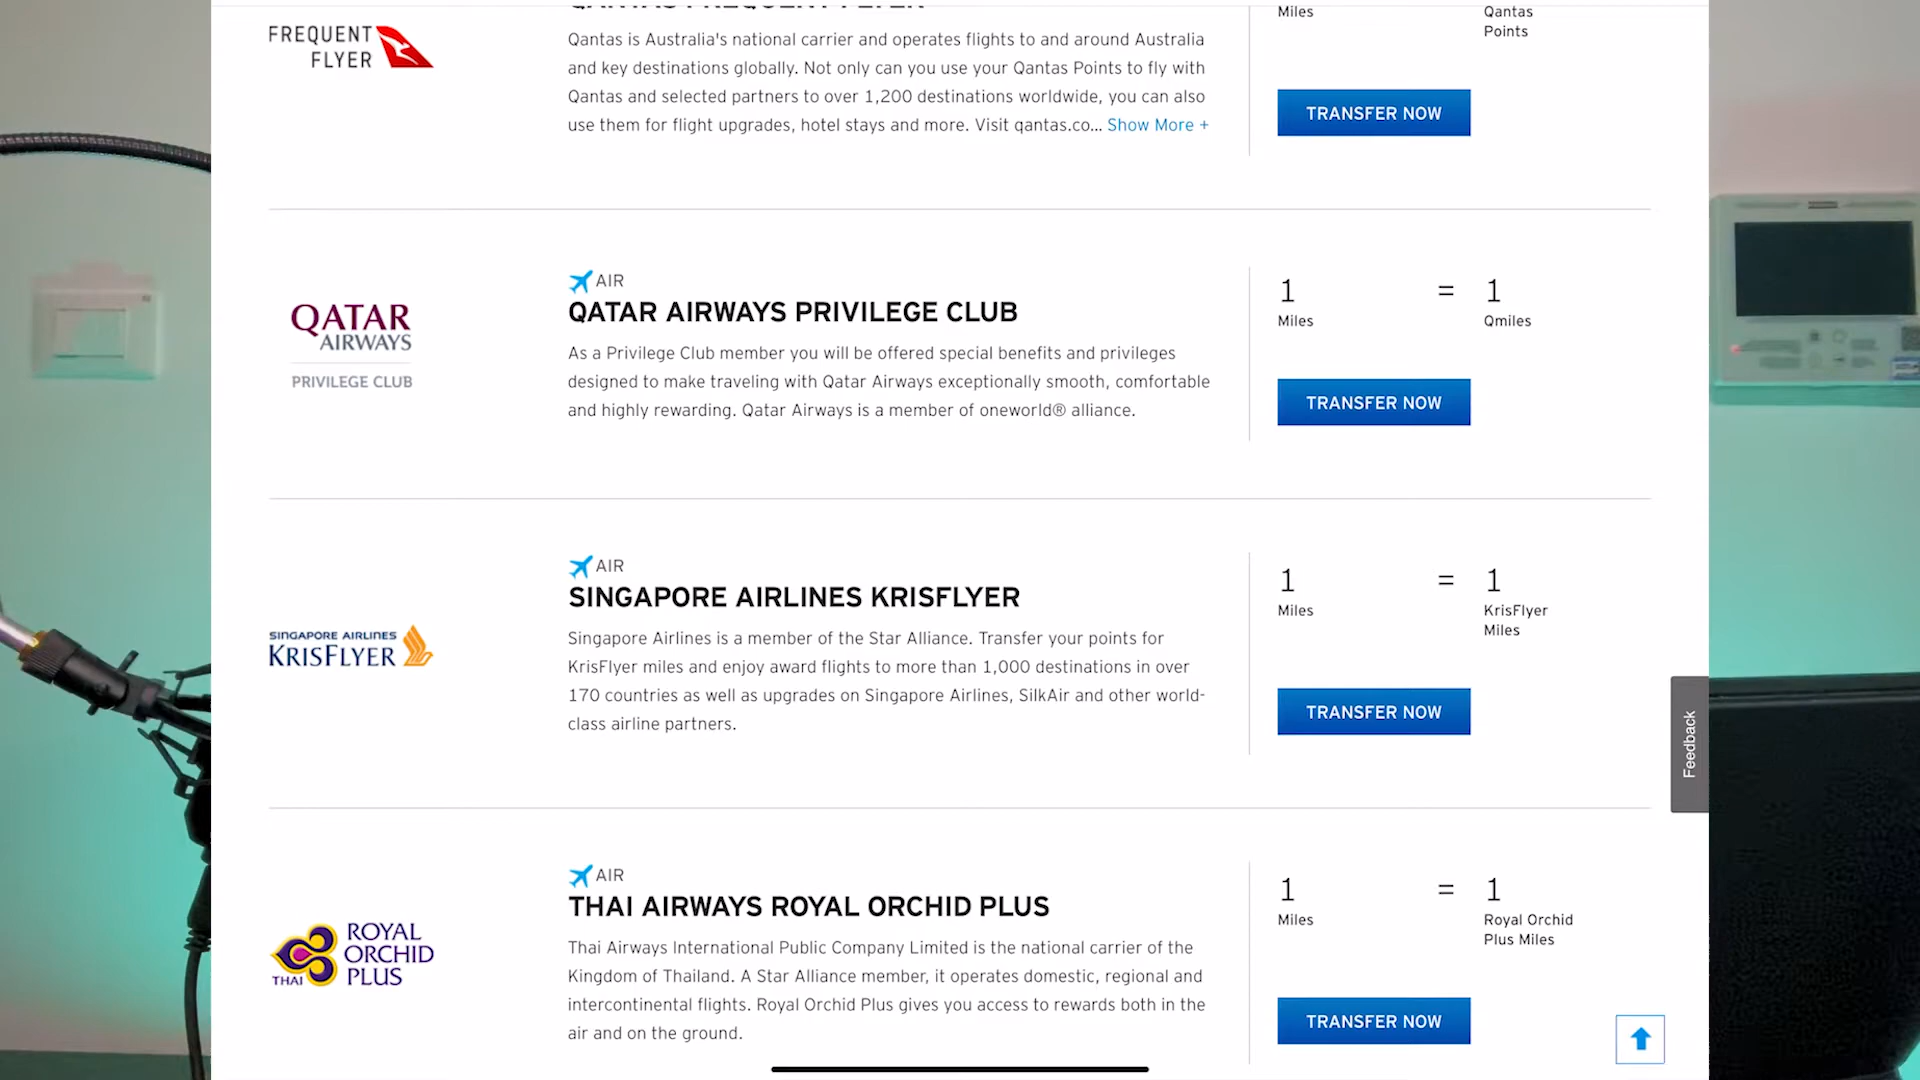 QANTAS FREQUENT FLYER
FREQUENT
FLYER
Qantas is Australia's national carrier and operates flights to and around Australia
and key destinations globally. Not only can you use your Qantas Points to fly with
Qantas and selected partners to over 1,200 destinations worldwide, you can also
use them for flight upgrades, hotel stays and more. Visit qantas.co... Show More +
Miles
Qantas
Points
TRANSFER NOW
QATAR
AIRWAYS
PRIVILEGE CLUB
AIR
QATAR AIRWAYS PRIVILEGE CLUB
As a Privilege Club member you will be offered special benefits and privileges
designed to make traveling with Qatar Airways exceptionally smooth, comfortable
and highly rewarding. Qatar Airways is a member of oneworld® alliance.
1 = 1
Miles Qmiles
TRANSFER NOW
SINGAPORE AIRLINES
KRISFLYER
AIR
SINGAPORE AIRLINES KRISFLYER
Singapore Airlines is a member of the Star Alliance. Transfer your points for
KrisFlyer miles and enjoy award flights to more than 1,000 destinations in over
170 countries as well as upgrades on Singapore Airlines, SilkAir and other world-
class airline partners.
1 = 1
Miles KrisFlyer
Miles
TRANSFER NOW
Feedback
THAI
ROYAL
ORCHID
PLUS
AIR
THAI AIRWAYS ROYAL ORCHID PLUS
Thai Airways International Public Company Limited is the national carrier of the
Kingdom of Thailand. A Star Alliance member, it operates domestic, regional and
intercontinental flights. Royal Orchid Plus gives you access to rewards both in the
air and on the ground.
1 = 1
Miles Royal Orchid
Plus Miles
TRANSFER NOW